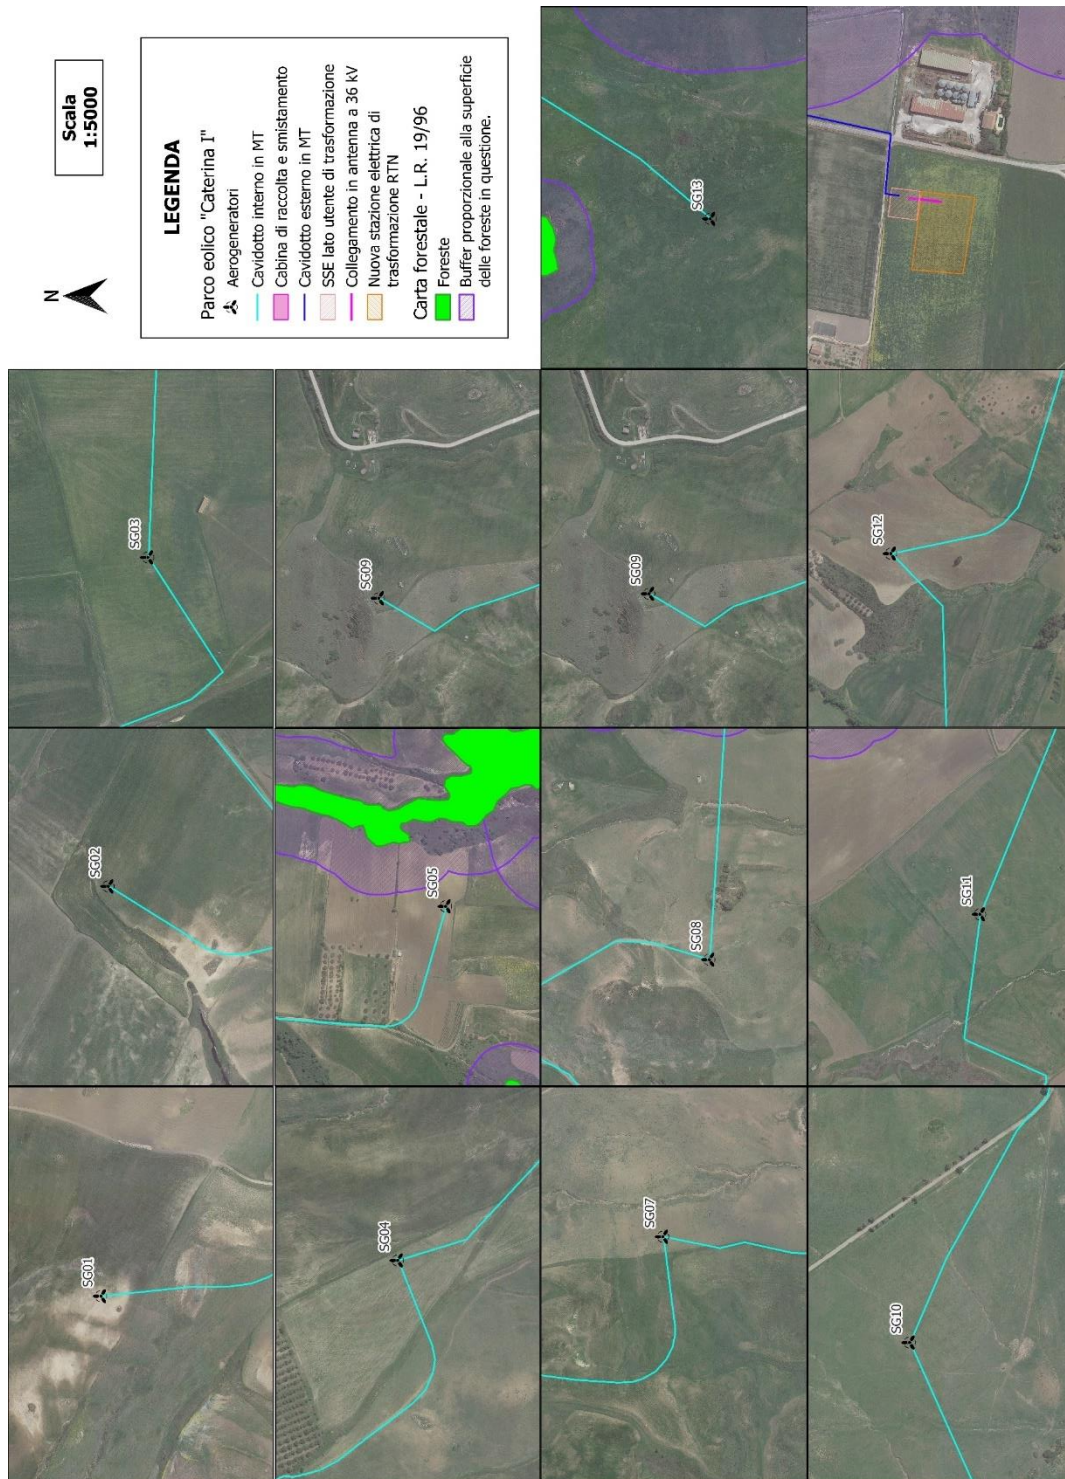 SG01
SG02
SG03
N
Scala
1:5000
LEGENDA
Parco eolico "Caterina I"
Aerogeneratori
Cavidotto interno in MT
Cabina di raccolta e smistamento
Cavidotto esterno in MT
SSE lato utente di trasformazione
Collegamento in antenna a 36 kV
Nuova stazione elettrica di
trasformazione RTN
Carta forestale - L.R. 19/96
Foreste
Buffer proporzionale alla superficie
delle foreste in questione.
SG04
SG05
SG09
SG07
SG08
SG09
SG13
SG10
SG11
SG12